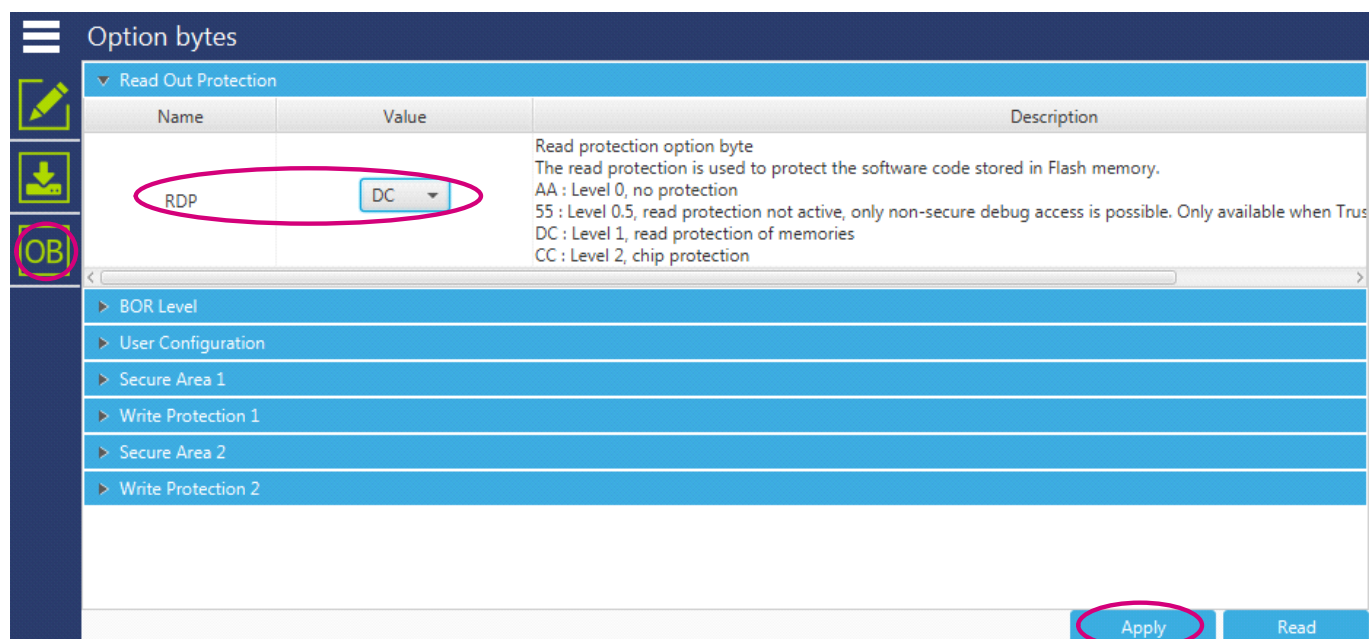 Option bytes
Read Out Protection
Name Value Description
RDP DC
Read protection option byte
The read protection is used to protect the software code stored in Flash memory.
AA : Level 0, no protection
55 : Level 0.5, read protection not active, only non-secure debug access is possible. Only available when Trus
DC : Level 1, read protection of memories
CC : Level 2, chip protection
OB
BOR Level
User Configuration
Secure Area 1
Write Protection 1
Secure Area 2
Write Protection 2
Apply Read